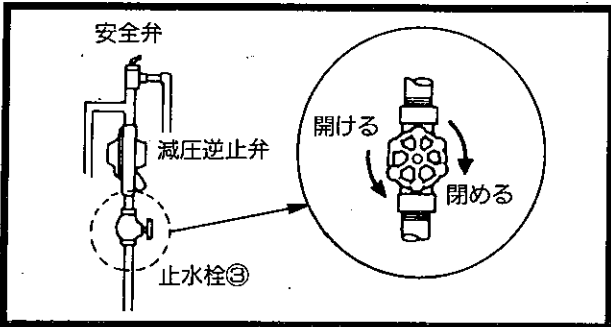 安全弁
減圧逆止弁
止水栓③
開ける
閉める